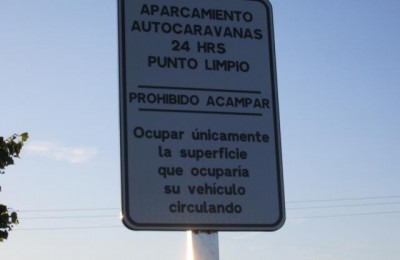 APARCAMIENTO
AUTOCARAVANAS
24 HRS
PUNTO LIMPIO
PROHIBIDO ACAMPAR
Ocupar únicamente
la superficie
que ocuparía
su vehículo
circulando